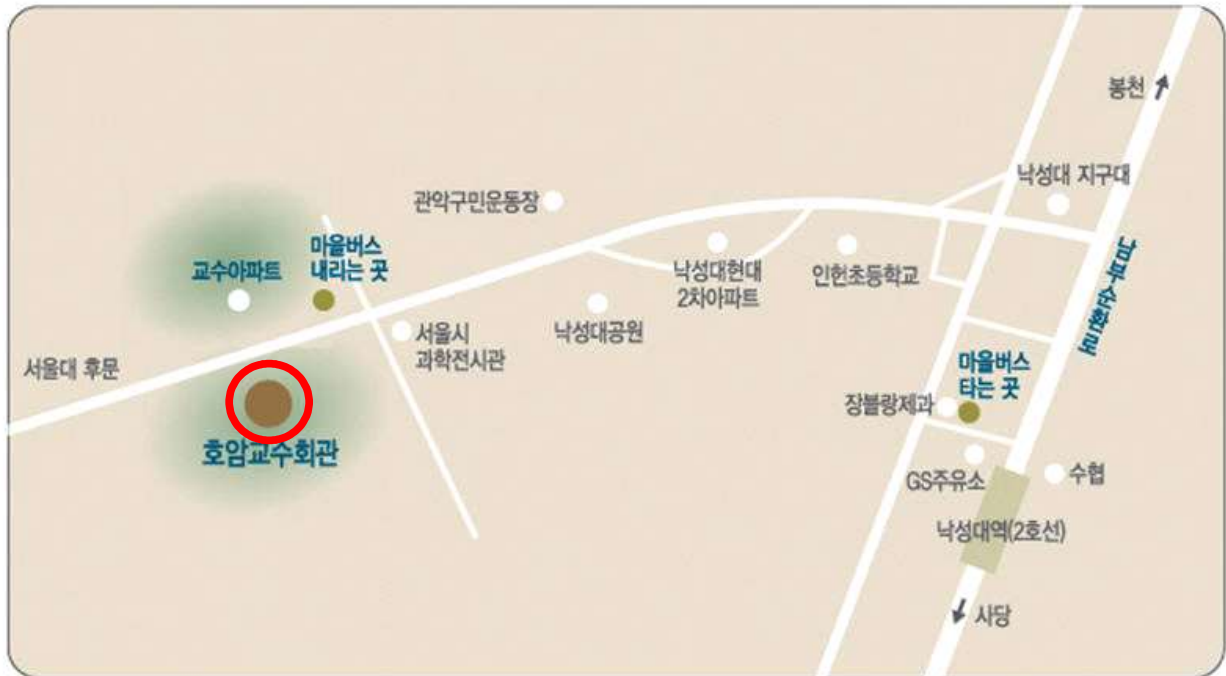 봉천
낙성대 지구대
관악구민운동장
남부순환로
마을버스
내리는 곳
교수아파트
낙성대현대
2차아파트
인헌초등학교
서울시
과학전시관
낙성대공원
서울대 후문
마을버스
타는 곳
장블랑제과
호암교수회관
GS주유소
수협
낙성대역(2호선)
사당